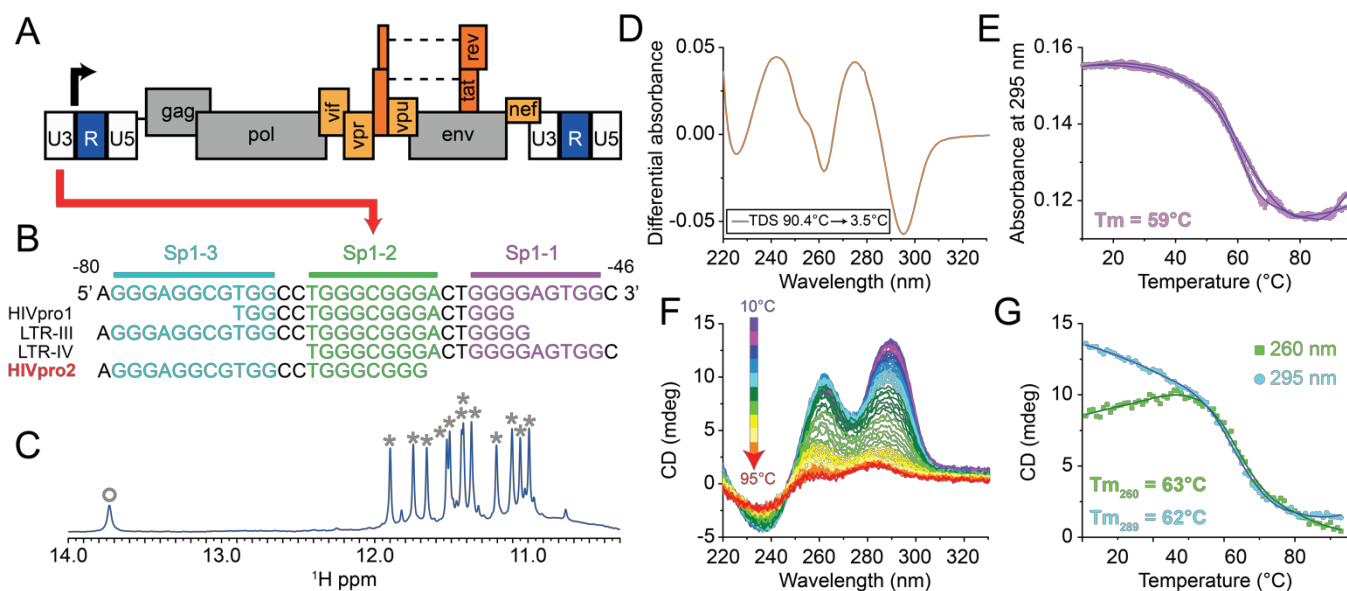 A
rev
tat
vif
vpu
nef
gag
vpr
U3 R U5
pol
env
U3 R U5
B
Sp1-3 Sp1-2 Sp1-1
-80 -46
5' AGGGAGGCGTGGCCTGGGCGGGACTGGGGAGTGGC 3'
HIVpro1 TGGCCTGGGCGGGACTGGG
LTR-III AGGGAGGCGTGGCCTGGGCGGGACTGGGG
LTR-IV TGGGCGGGACTGGGGAGTGGC
HIVpro2 AGGGAGGCGTGGCCTGGGCGGG
C
* * * * * * * * * * * *
14.0 13.0 12.0 11.0
¹H ppm
D
Differential absorbance
0.05
0.00
-0.05
TDS 90.4°C→3.5°C
220 240 260 280 300 320
Wavelength (nm)
E
Absorbance at 295 nm
0.16
0.14
0.12
Tm = 59°C
20 40 60 80
Temperature (°C)
F
CD (mdeg)
15
10
5
0
-5
10°C
95°C
220 240 260 280 300 320
Wavelength (nm)
G
CD (mdeg)
15
10
5
0
260 nm
295 nm
Tm260 = 63°C
Tm289 = 62°C
20 40 60 80
Temperature (°C)